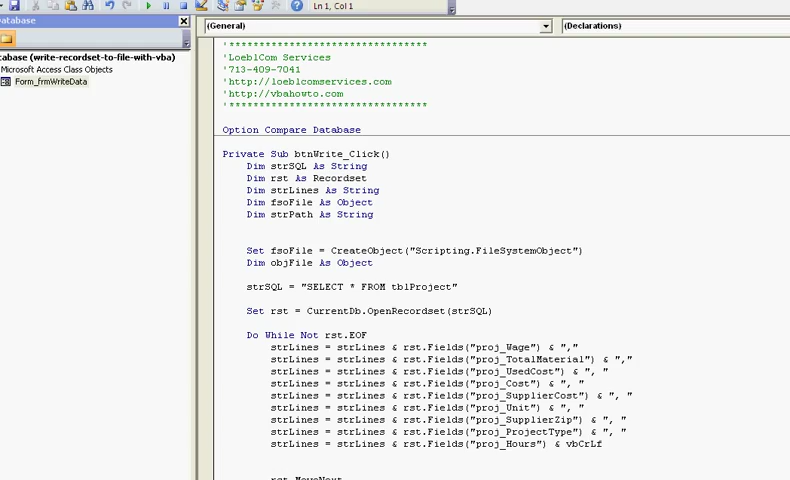 Ln 1, Col 1
Database
(General)
(Declarations)
tabase (write-recordset-to-file-with-vba)
Microsoft Access Class Objects
Form_frmWriteData
'*********************************
'LoeblCom Services
'713-409-7041
'http://loeblcomservices.com
'http://vbahowto.com
'*********************************
Option Compare Database
Private Sub btnWrite_Click()
Dim strSQL As String
Dim rst As Recordset
Dim strLines As String
Dim fsoFile As Object
Dim strPath As String
Set fsoFile = CreateObject("Scripting.FileSystemObject")
Dim objFile As Object
strSQL = "SELECT * FROM tblProject"
Set rst = CurrentDb.OpenRecordset(strSQL)
Do While Not rst.EOF
strLines = strLines & rst.Fields("proj_Wage") & ","
strLines = strLines & rst.Fields("proj_TotalMaterial") & ","
strLines = strLines & rst.Fields("proj_UsedCost") & ", "
strLines = strLines & rst.Fields("proj_Cost") & ", "
strLines = strLines & rst.Fields("proj_SupplierCost") & ", "
strLines = strLines & rst.Fields("proj_Unit") & ", "
strLines = strLines & rst.Fields("proj_SupplierZip") & ", "
strLines = strLines & rst.Fields("proj_ProjectType") & ", "
strLines = strLines & rst.Fields("proj_Hours") & vbCrLf
rst.MoveNext